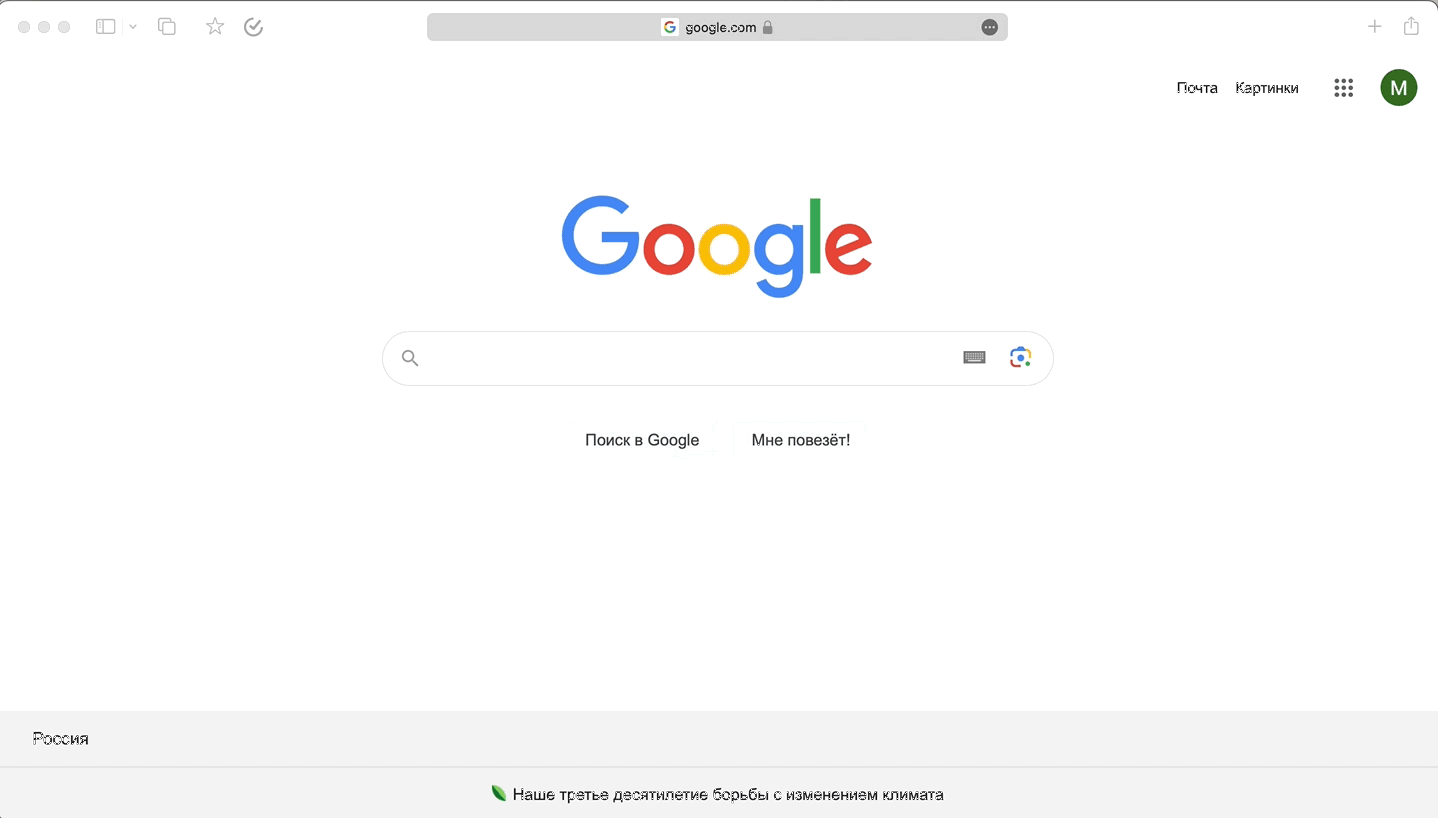 google.com
Почта Картинки
M
Google
Поиск в Google Мне повезёт!
Россия
Наше третье десятилетие борьбы с изменением климата